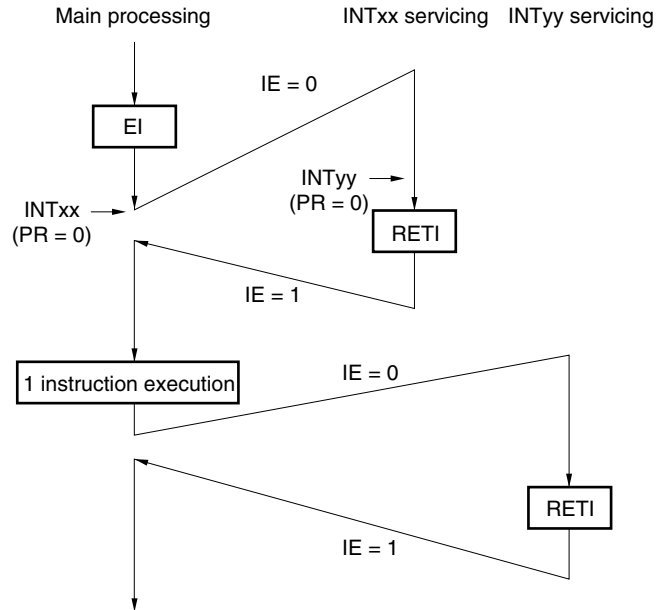 Main processing
INTxx servicing
INTyy servicing
IE = 0
EI
INTyy
(PR = 0)
INTxx
(PR = 0)
RETI
IE = 1
1 instruction execution
IE = 0
RETI
IE = 1